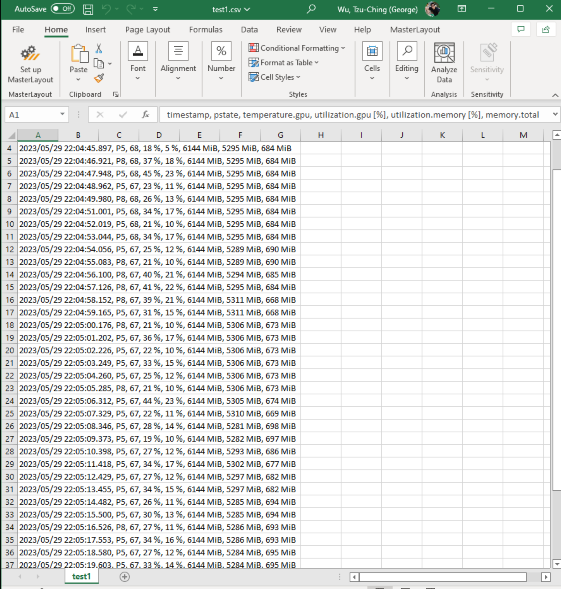 AutoSave Off test1.csv Wu, Tzu-Ching (George)
File Home Insert Page Layout Formulas Data Review View Help MasterLayout
Set up MasterLayout
Paste
Font
Alignment
Number
Conditional Formatting
Format as Table
Cell Styles
Cells
Editing
Analyze Data
Sensitivity
MasterLayout Clipboard Styles Analysis Sensitivity
A1 fx timestamp, pstate, temperature.gpu, utilization.gpu [%], utilization.memory [%], memory.total
A B C D E F G H I J K L M
4 2023/05/29 22:04:45.897, P5, 68, 18 %, 5 %, 6144 MiB, 5295 MiB, 684 MiB
5 2023/05/29 22:04:46.921, P8, 68, 37 %, 18 %, 6144 MiB, 5295 MiB, 684 MiB
6 2023/05/29 22:04:47.948, P5, 68, 45 %, 23 %, 6144 MiB, 5295 MiB, 684 MiB
7 2023/05/29 22:04:48.962, P5, 67, 23 %, 11 %, 6144 MiB, 5295 MiB, 684 MiB
8 2023/05/29 22:04:49.980, P8, 68, 26 %, 13 %, 6144 MiB, 5295 MiB, 684 MiB
9 2023/05/29 22:04:51.001, P5, 68, 34 %, 17 %, 6144 MiB, 5295 MiB, 684 MiB
10 2023/05/29 22:04:52.019, P5, 68, 21 %, 10 %, 6144 MiB, 5295 MiB, 684 MiB
11 2023/05/29 22:04:53.044, P5, 68, 34 %, 17 %, 6144 MiB, 5295 MiB, 684 MiB
12 2023/05/29 22:04:54.056, P5, 67, 25 %, 12 %, 6144 MiB, 5289 MiB, 690 MiB
13 2023/05/29 22:04:55.083, P8, 67, 21 %, 10 %, 6144 MiB, 5289 MiB, 690 MiB
14 2023/05/29 22:04:56.100, P8, 67, 40 %, 21 %, 6144 MiB, 5294 MiB, 685 MiB
15 2023/05/29 22:04:57.126, P8, 67, 41 %, 22 %, 6144 MiB, 5295 MiB, 684 MiB
16 2023/05/29 22:04:58.152, P8, 67, 39 %, 21 %, 6144 MiB, 5311 MiB, 668 MiB
17 2023/05/29 22:04:59.165, P5, 67, 31 %, 15 %, 6144 MiB, 5311 MiB, 668 MiB
18 2023/05/29 22:05:00.176, P8, 67, 21 %, 10 %, 6144 MiB, 5306 MiB, 673 MiB
19 2023/05/29 22:05:01.202, P5, 67, 36 %, 17 %, 6144 MiB, 5306 MiB, 673 MiB
20 2023/05/29 22:05:02.226, P8, 67, 22 %, 10 %, 6144 MiB, 5306 MiB, 673 MiB
21 2023/05/29 22:05:03.249, P5, 67, 33 %, 15 %, 6144 MiB, 5306 MiB, 673 MiB
22 2023/05/29 22:05:04.260, P5, 67, 25 %, 12 %, 6144 MiB, 5306 MiB, 673 MiB
23 2023/05/29 22:05:05.285, P8, 67, 21 %, 10 %, 6144 MiB, 5306 MiB, 673 MiB
24 2023/05/29 22:05:06.312, P5, 67, 44 %, 23 %, 6144 MiB, 5305 MiB, 674 MiB
25 2023/05/29 22:05:07.329, P5, 67, 22 %, 11 %, 6144 MiB, 5310 MiB, 669 MiB
26 2023/05/29 22:05:08.346, P5, 67, 28 %, 14 %, 6144 MiB, 5281 MiB, 698 MiB
27 2023/05/29 22:05:09.373, P5, 67, 19 %, 10 %, 6144 MiB, 5282 MiB, 697 MiB
28 2023/05/29 22:05:10.398, P5, 67, 27 %, 12 %, 6144 MiB, 5293 MiB, 686 MiB
29 2023/05/29 22:05:11.418, P5, 67, 34 %, 17 %, 6144 MiB, 5302 MiB, 677 MiB
30 2023/05/29 22:05:12.429, P5, 67, 27 %, 12 %, 6144 MiB, 5297 MiB, 682 MiB
31 2023/05/29 22:05:13.455, P5, 67, 34 %, 15 %, 6144 MiB, 5297 MiB, 682 MiB
32 2023/05/29 22:05:14.482, P5, 67, 26 %, 11 %, 6144 MiB, 5285 MiB, 694 MiB
33 2023/05/29 22:05:15.500, P5, 67, 30 %, 13 %, 6144 MiB, 5285 MiB, 694 MiB
34 2023/05/29 22:05:16.526, P8, 67, 27 %, 11 %, 6144 MiB, 5286 MiB, 693 MiB
35 2023/05/29 22:05:17.553, P5, 67, 34 %, 16 %, 6144 MiB, 5286 MiB, 693 MiB
36 2023/05/29 22:05:18.580, P5, 67, 27 %, 12 %, 6144 MiB, 5284 MiB, 695 MiB
37 2023/05/29 22:05:19.603, P5, 67, 33 %, 14 %, 6144 MiB, 5284 MiB, 695 MiB
test1